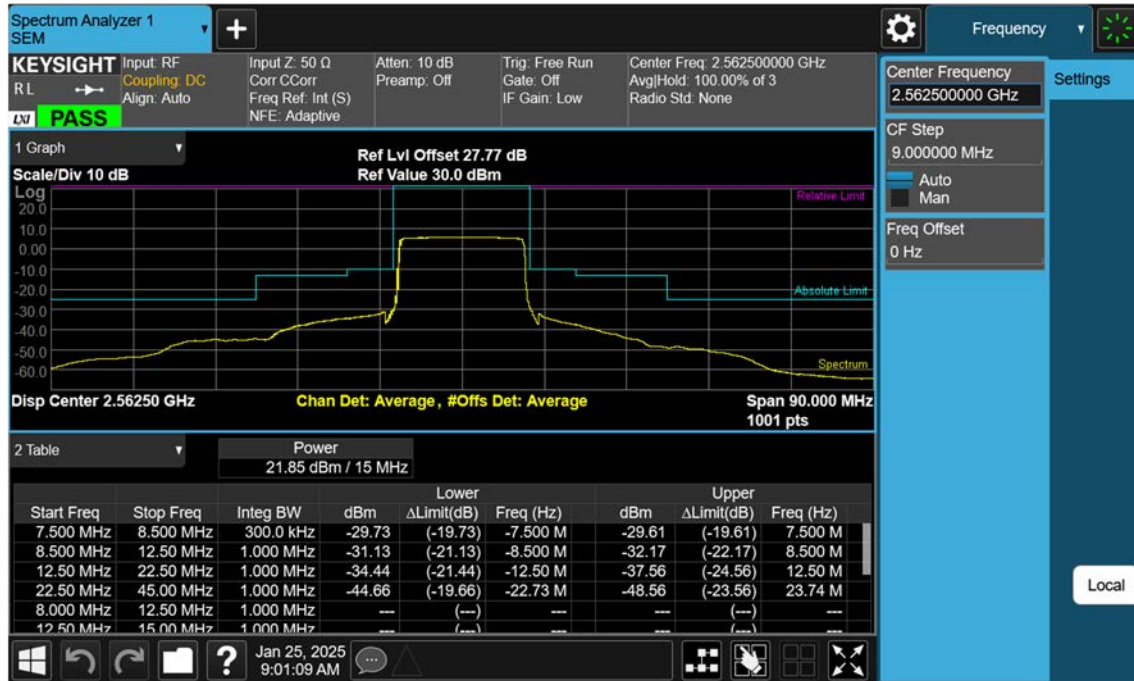 Spectrum Analyzer 1
SEM
+
Frequency
KEYSIGHT
RL
LXI
PASS
Input: RF
Coupling: DC
Align: Auto
Input Z: 50 Ω
Corr CCorr
Freq Ref: Int (S)
NFE: Adaptive
Atten: 10 dB
Preamp: Off
Trig: Free Run
Gate: Off
IF Gain: Low
Center Freq: 2.562500000 GHz
Avg|Hold: 100.00% of 3
Radio Std: None
Center Frequency
2.562500000 GHz
Settings
CF Step
9.000000 MHz
Auto
Man
Freq Offset
0 Hz
1 Graph
Scale/Div 10 dB
Ref Lvl Offset 27.77 dB
Ref Value 30.0 dBm
Log
Relative Limit
20.0
10.0
0.00
-10.0
-20.0
Absolute Limit
-30.0
-40.0
-50.0
-60.0
Spectrum
Disp Center 2.56250 GHz
Chan Det: Average, #Offs Det: Average
Span 90.000 MHz
1001 pts
2 Table
Power
21.85 dBm / 15 MHz
Lower Upper
Start Freq Stop Freq Integ BW dBm ΔLimit(dB) Freq (Hz) dBm ΔLimit(dB) Freq (Hz)
7.500 MHz 8.500 MHz 300.0 kHz -29.73 (-19.73) -7.500 M -29.61 (-19.61) 7.500 M
8.500 MHz 12.50 MHz 1.000 MHz -31.13 (-21.13) -8.500 M -32.17 (-22.17) 8.500 M
12.50 MHz 22.50 MHz 1.000 MHz -34.44 (-21.44) -12.50 M -37.56 (-24.56) 12.50 M
22.50 MHz 45.00 MHz 1.000 MHz -44.66 (-19.66) -22.73 M -48.56 (-23.56) 23.74 M
8.000 MHz 12.50 MHz 1.000 MHz --- (---) --- --- (---) ---
12.50 MHz 15.00 MHz 1.000 MHz --- (---) --- --- (---) ---
Local
?
Jan 25, 2025
9:01:09 AM